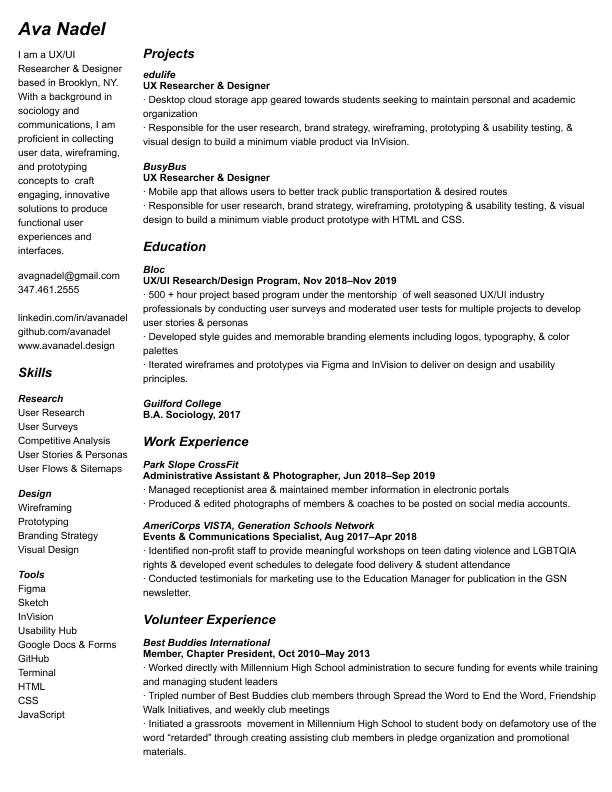 Ava Nadel
I am a UX/UI
Researcher & Designer
based in Brooklyn, NY.
With a background in
sociology and
communications, I am
proficient in collecting
user data, wireframing,
and prototyping
concepts to  craft
engaging, innovative
solutions to produce
functional user
experiences and
interfaces.
avagnadel@gmail.com
347.461.2555
linkedin.com/in/avanadel
github.com/avanadel
www.avanadel.design
Skills
Research
User Research
User Surveys
Competitive Analysis
User Stories & Personas
User Flows & Sitemaps
Design
Wireframing
Prototyping
Branding Strategy
Visual Design
Tools
Figma
Sketch
InVision
Usability Hub
Google Docs & Forms
GitHub
Terminal
HTML
CSS
JavaScript
Projects
edulife
UX Researcher & Designer
· Desktop cloud storage app geared towards students seeking to maintain personal and academic
organization
· Responsible for the user research, brand strategy, wireframing, prototyping & usability testing, &
visual design to build a minimum viable product via InVision.
BusyBus
UX Researcher & Designer
· Mobile app that allows users to better track public transportation & desired routes
· Responsible for user research, brand strategy, wireframing, prototyping & usability testing, & visual
design to build a minimum viable product prototype with HTML and CSS.
Education
Bloc
UX/UI Research/Design Program, Nov 2018–Nov 2019
· 500 + hour project based program under the mentorship  of well seasoned UX/UI industry
professionals by conducting user surveys and moderated user tests for multiple projects to develop
user stories & personas
· Developed style guides and memorable branding elements including logos, typography, & color
palettes
· Iterated wireframes and prototypes via Figma and InVision to deliver on design and usability
principles.
Guilford College
B.A. Sociology, 2017
Work Experience
Park Slope CrossFit
Administrative Assistant & Photographer, Jun 2018–Sep 2019
· Managed receptionist area & maintained member information in electronic portals
· Produced & edited photographs of members & coaches to be posted on social media accounts.
AmeriCorps VISTA, Generation Schools Network
Events & Communications Specialist, Aug 2017–Apr 2018
· Identified non-profit staff to provide meaningful workshops on teen dating violence and LGBTQIA
rights & developed event schedules to delegate food delivery & student attendance
· Conducted testimonials for marketing use to the Education Manager for publication in the GSN
newsletter.
Volunteer Experience
Best Buddies International
Member, Chapter President, Oct 2010–May 2013
· Worked directly with Millennium High School administration to secure funding for events while training
and managing student leaders
· Tripled number of Best Buddies club members through Spread the Word to End the Word, Friendship
Walk Initiatives, and weekly club meetings
· Initiated a grassroots  movement in Millennium High School to student body on defamotory use of the
word “retarded” through creating assisting club members in pledge organization and promotional
materials.